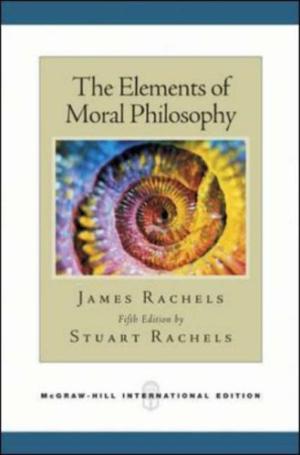 The Elements of
Moral Philosophy
JAMES RACHELS
Fifth Edition by
STUART RACHELS
McGRAW-HILL INTERNATIONAL EDITION